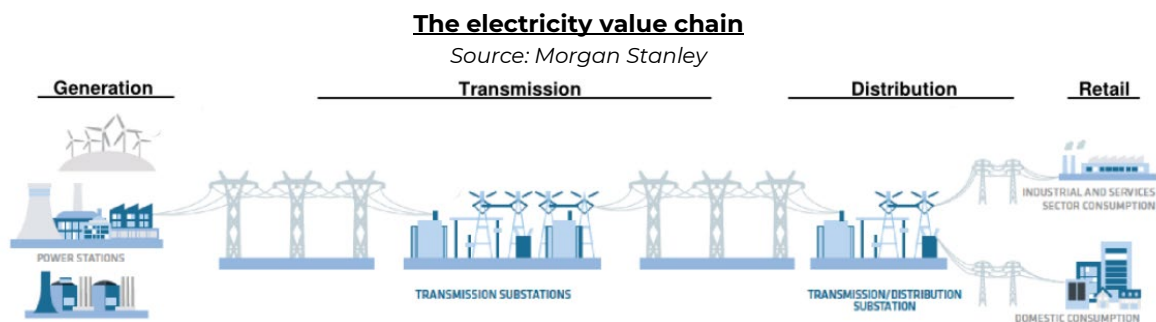 The electricity value chain
Source: Morgan Stanley
Generation
Transmission
Distribution
Retail
POWER STATIONS
TRANSMISSION SUBSTATIONS
TRANSMISSION/DISTRIBUTION
SUBSTATION
INDUSTRIAL AND SERVICES
SECTOR CONSUMPTION
DOMESTIC CONSUMPTION